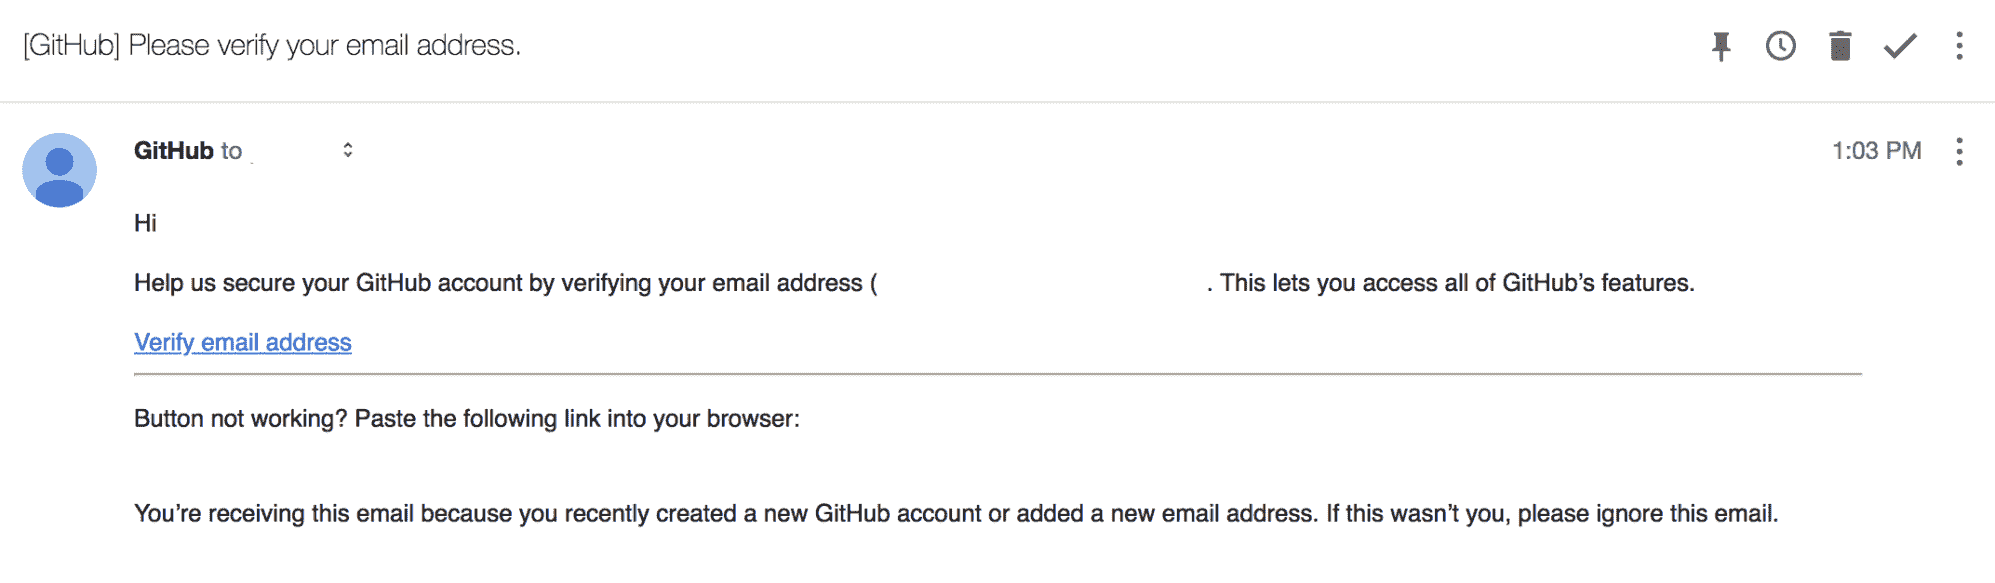 [GitHub] Please verify your email address.
GitHub to
1:03 PM
Hi
Help us secure your GitHub account by verifying your email address ( . This lets you access all of GitHub’s features.
Verify email address
Button not working? Paste the following link into your browser:
You’re receiving this email because you recently created a new GitHub account or added a new email address. If this wasn’t you, please ignore this email.